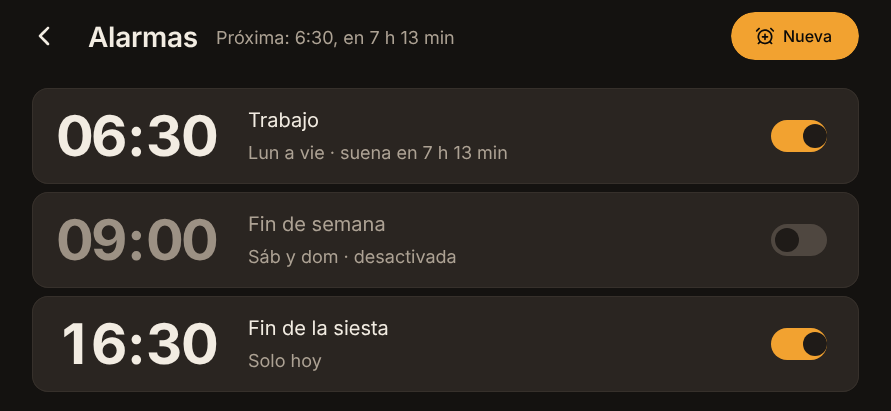 Alarmas
Próxima: 6:30, en 7 h 13 min
Nueva
06:30
Trabajo
Lun a vie · suena en 7 h 13 min
09:00
Fin de semana
Sáb y dom · desactivada
16:30
Fin de la siesta
Solo hoy